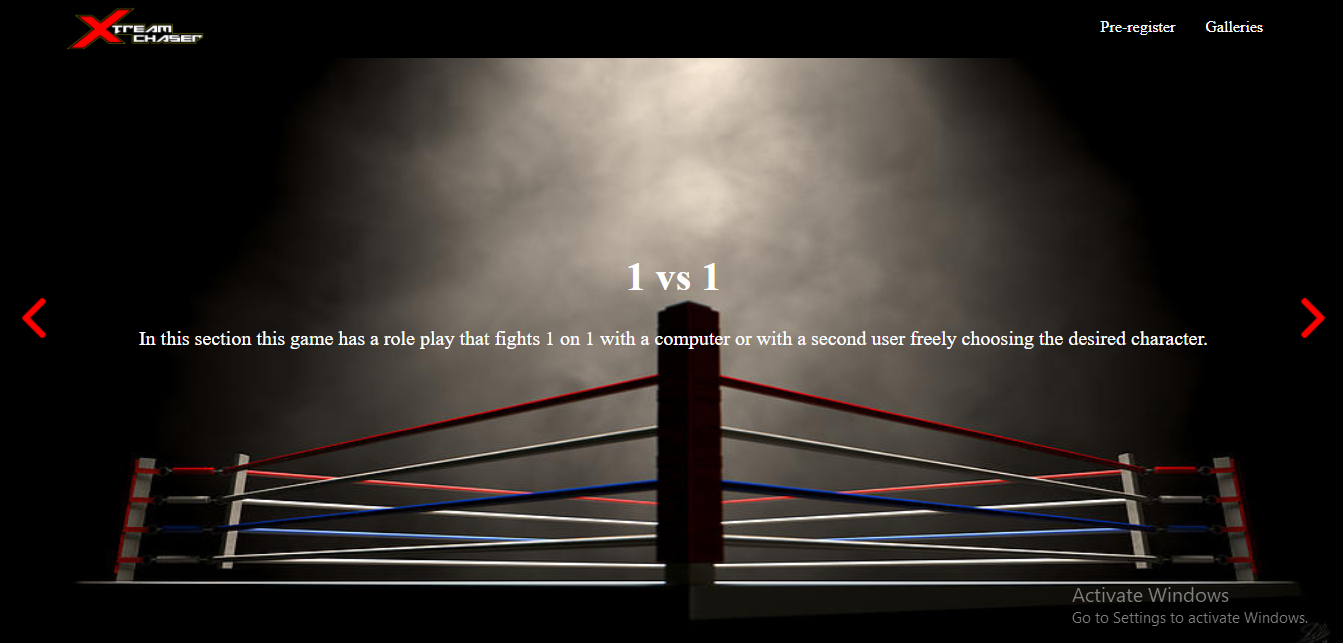 XTREAM
CHASER
Pre-register
Galleries
1 vs 1
In this section this game has a role play that fights 1 on 1 with a computer or with a second user freely choosing the desired character.
Activate Windows
Go to Settings to activate Windows.